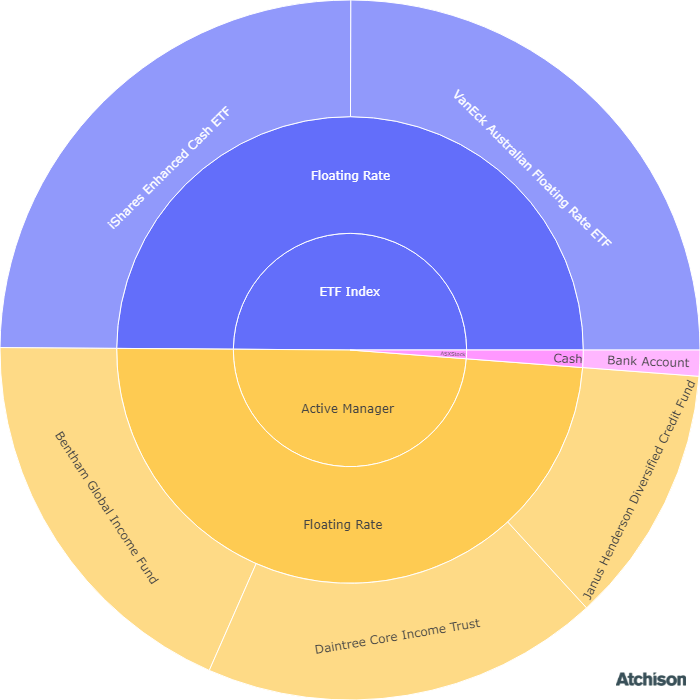 iShares Enhanced Cash ETF
VanEck Australian Floating Rate ETF
Floating Rate
ETF Index
Cash
Bank Account
Active Manager
Floating Rate
Bentham Global Income Fund
Daintree Core Income Trust
Janus Henderson Diversified Credit Fund
Atchison